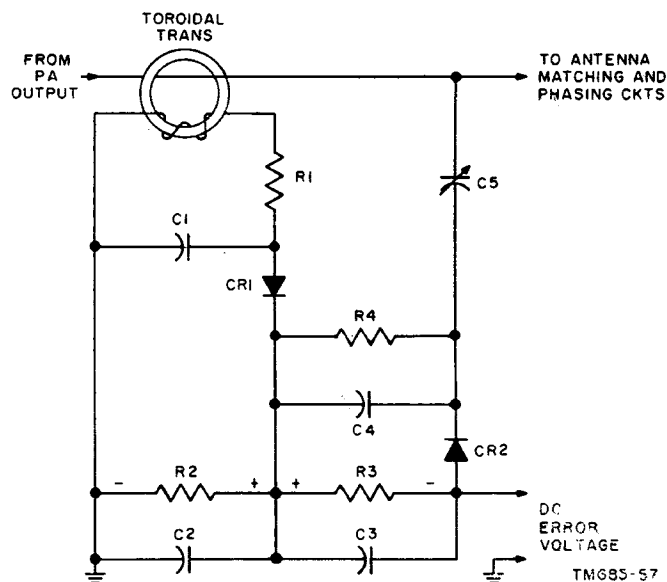 TOROIDAL
TRANS
FROM
PA
OUTPUT
TO ANTENNA
MATCHING AND
PHASING CKTS
R1
C5
C1
CR1
R4
C4
CR2
- R2 + + R3 -
DC
ERROR
VOLTAGE
C2 C3
TM685-57